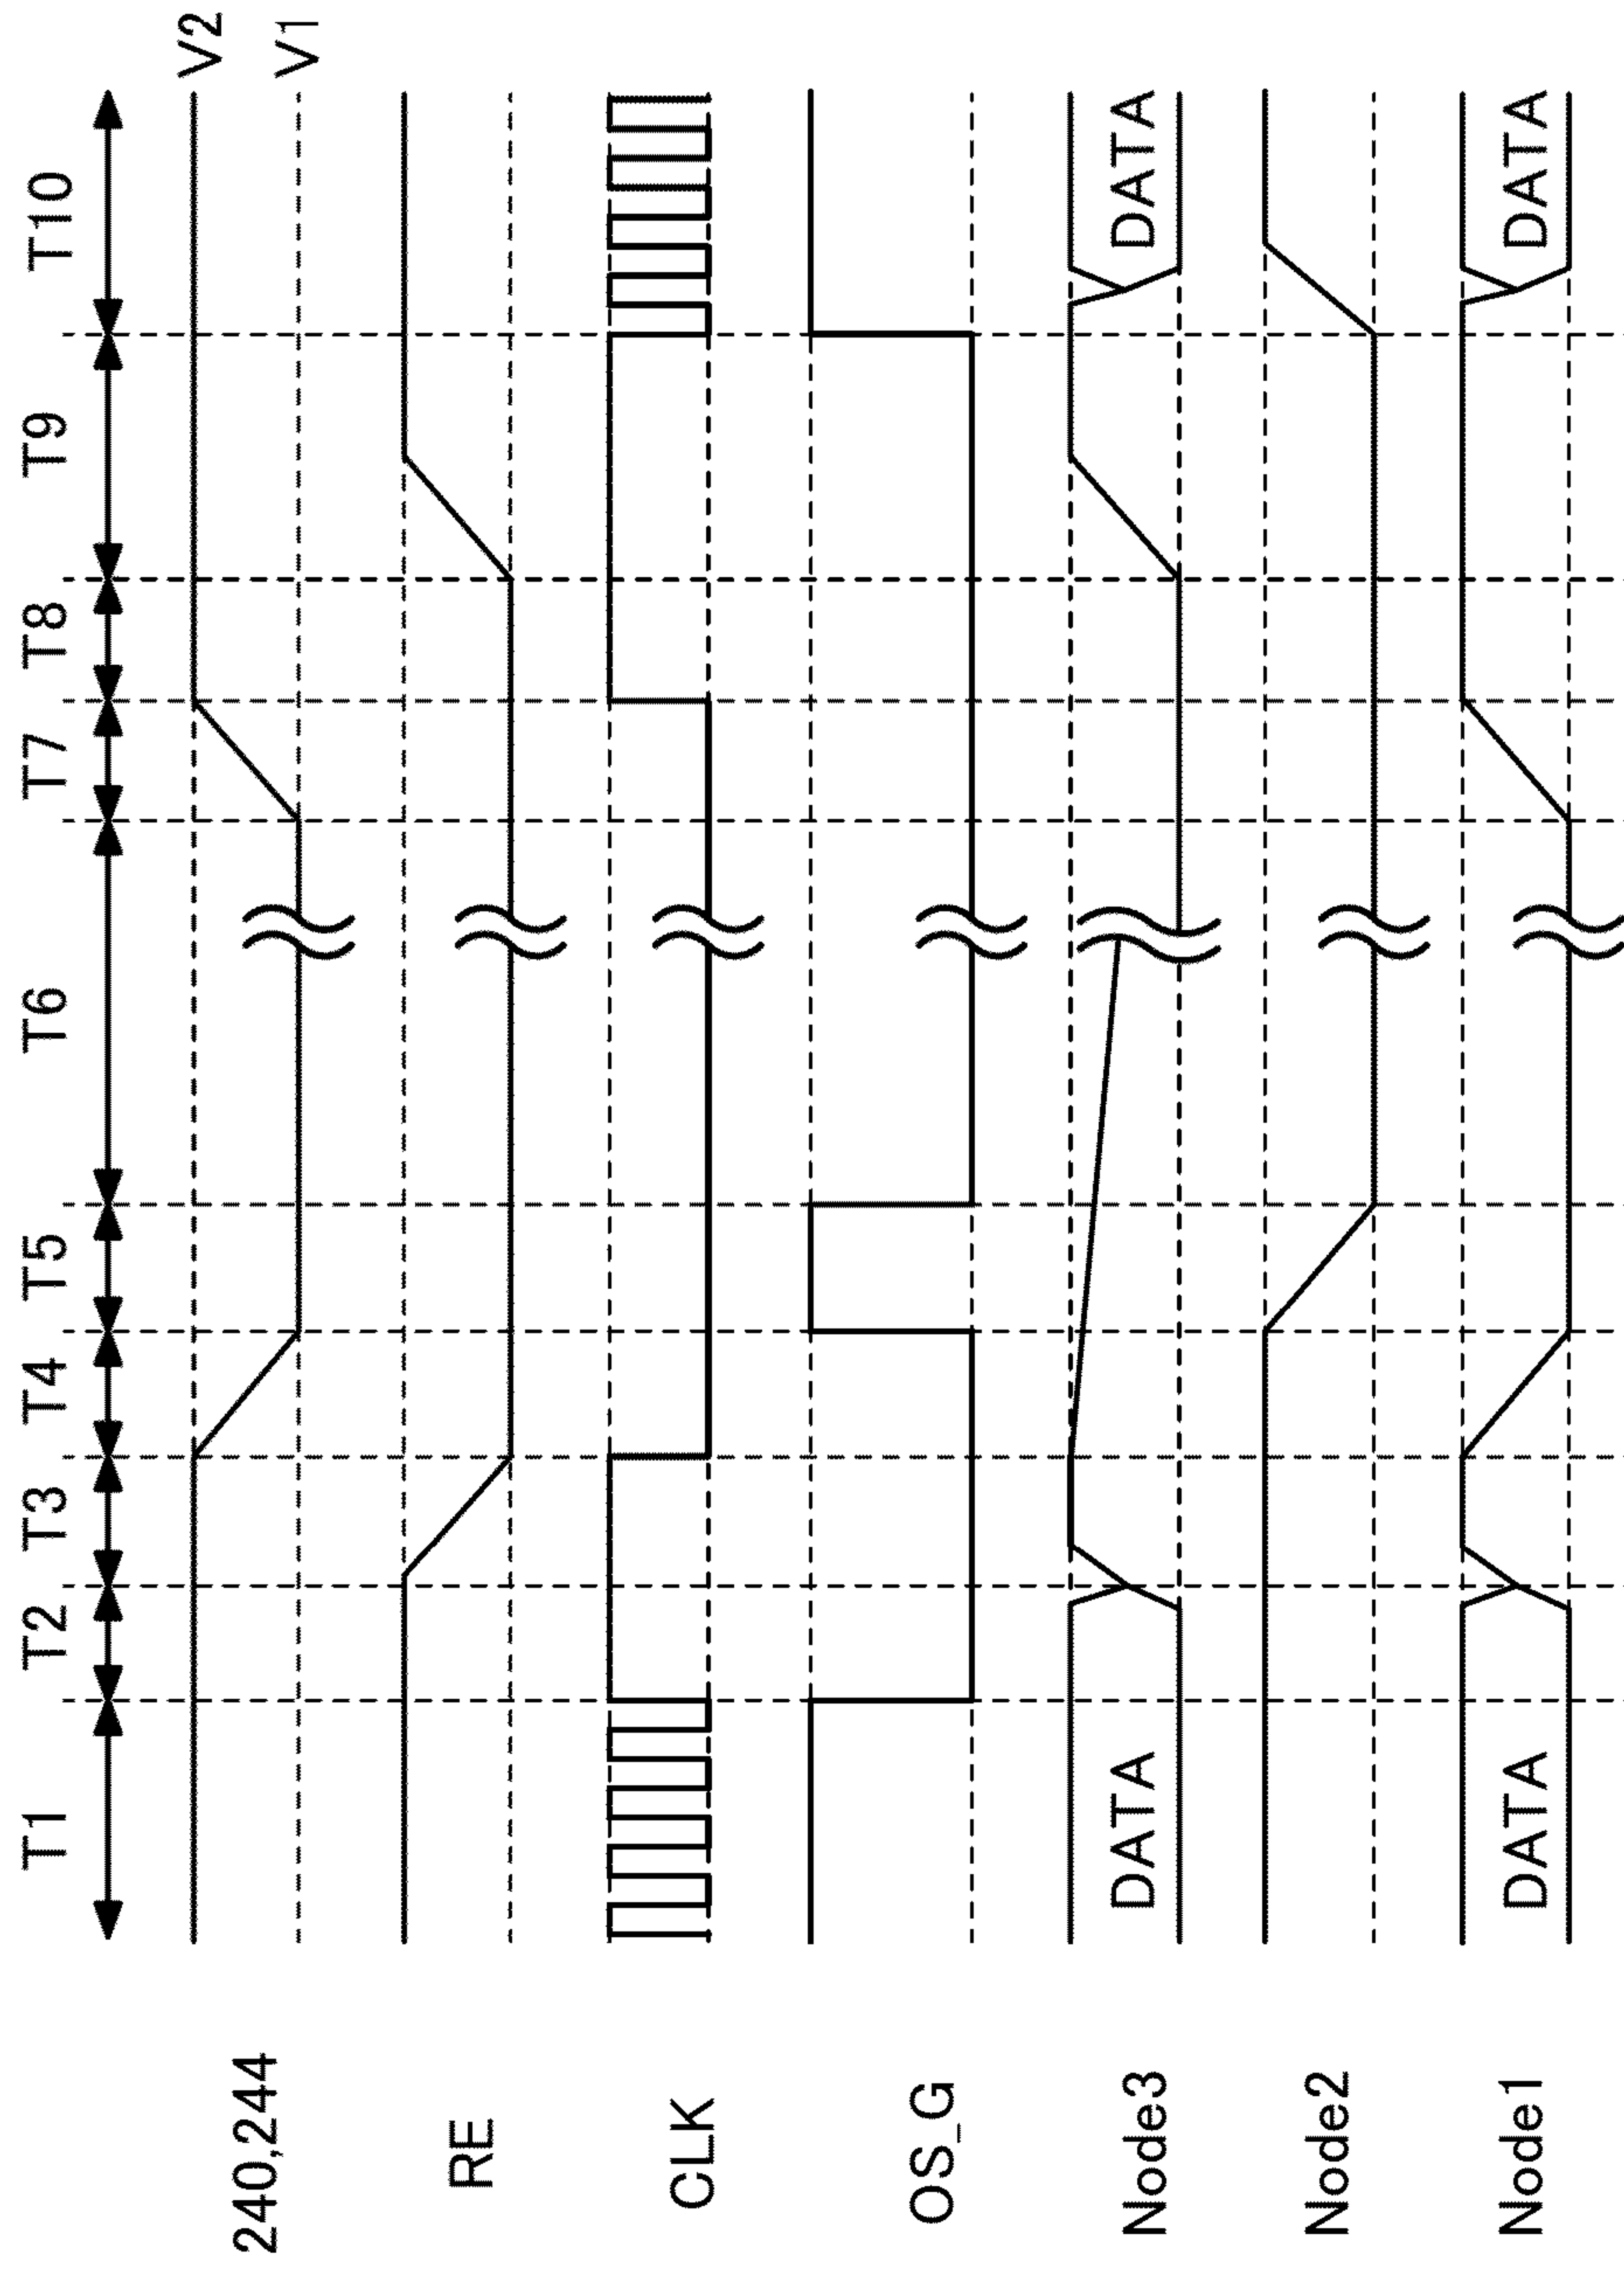 T1 T2 T3 T4 T5 T6 T7 T8 T9 T10
V2
240,244
V1
RE
CLK
OS_G
Node3 DATA DATA
Node2
Node1 DATA DATA